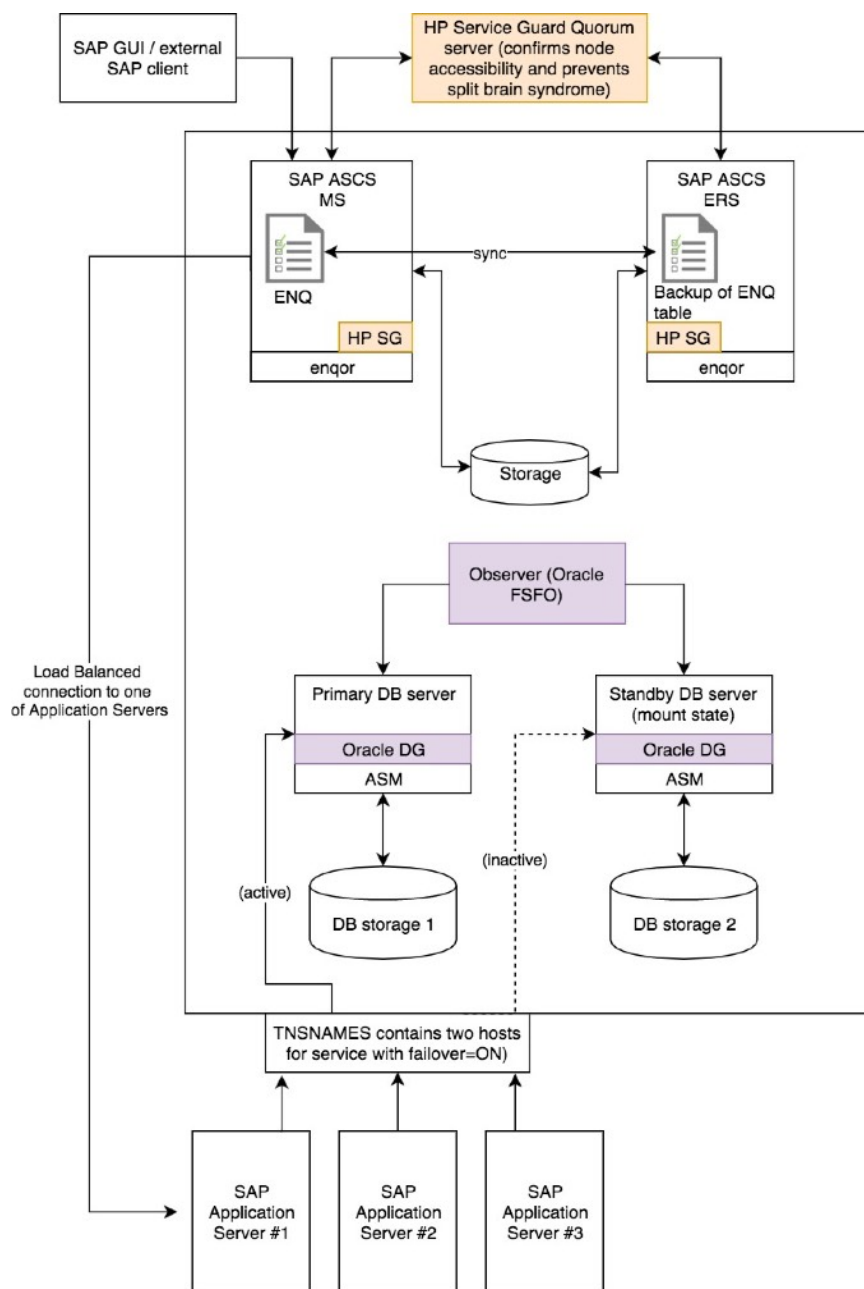 SAP GUI / external
SAP client
HP Service Guard Quorum
server (confirms node
accessibility and prevents
split brain syndrome)
SAP ASCS
MS
ENQ
HP SG
enqor
sync
SAP ASCS
ERS
Backup of ENQ
table
HP SG
enqor
Storage
Observer (Oracle
FSFO)
Load Balanced
connection to one
of Application Servers
Primary DB server
Oracle DG
ASM
Standby DB server
(mount state)
Oracle DG
ASM
(active)
(inactive)
DB storage 1
DB storage 2
TNSNAMES contains two hosts
for service with failover=ON)
SAP
Application
Server #1
SAP
Application
Server #2
SAP
Application
Server #3